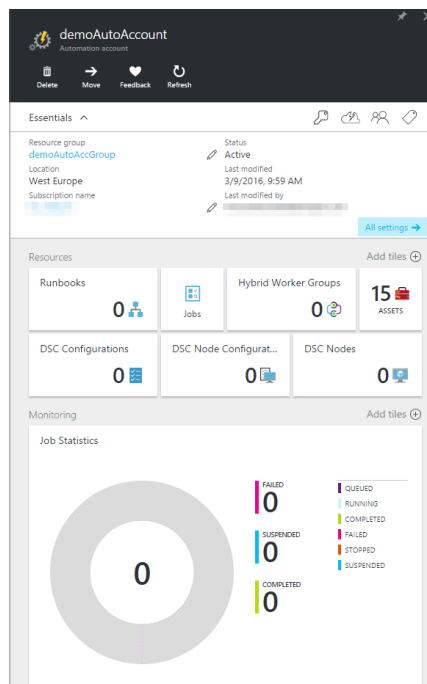 demoAutoAccount
Automation account
Delete Move Feedback Refresh
Essentials
Resource group
demoAutoAccGroup
Status
Active
Location
West Europe
Last modified
3/9/2016, 9:59 AM
Subscription name
Last modified by
All settings →
Resources
Add tiles
Runbooks
0
Jobs
Hybrid Worker Groups
0
15
ASSETS
DSC Configurations
0
DSC Node Configurat...
0
DSC Nodes
0
Monitoring
Add tiles
Job Statistics
0
FAILED
0
SUSPENDED
0
COMPLETED
0
QUEUED
RUNNING
COMPLETED
FAILED
STOPPED
SUSPENDED